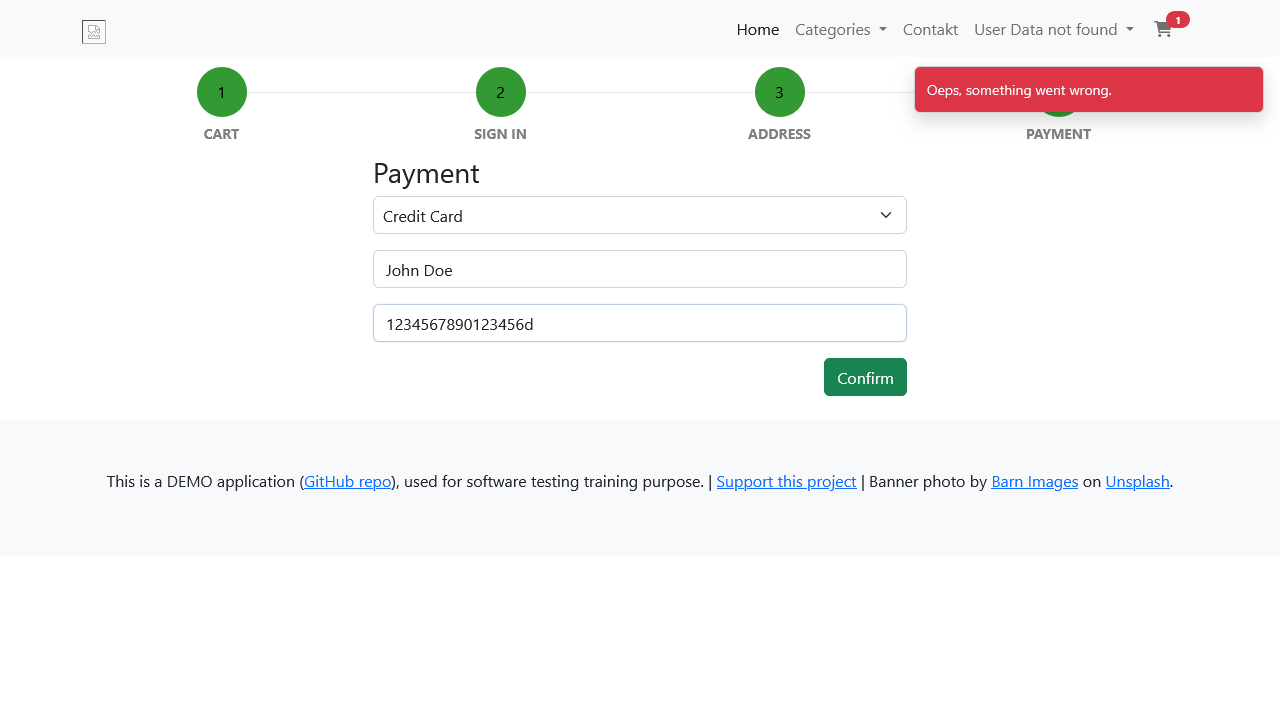 Home Categories Contakt User Data not found 1
Oeps, something went wrong.
1 2 3
CART SIGN IN ADDRESS PAYMENT
Payment
Credit Card
John Doe
1234567890123456d
Confirm
This is a DEMO application (GitHub repo), used for software testing training purpose. | Support this project | Banner photo by Barn Images on Unsplash.